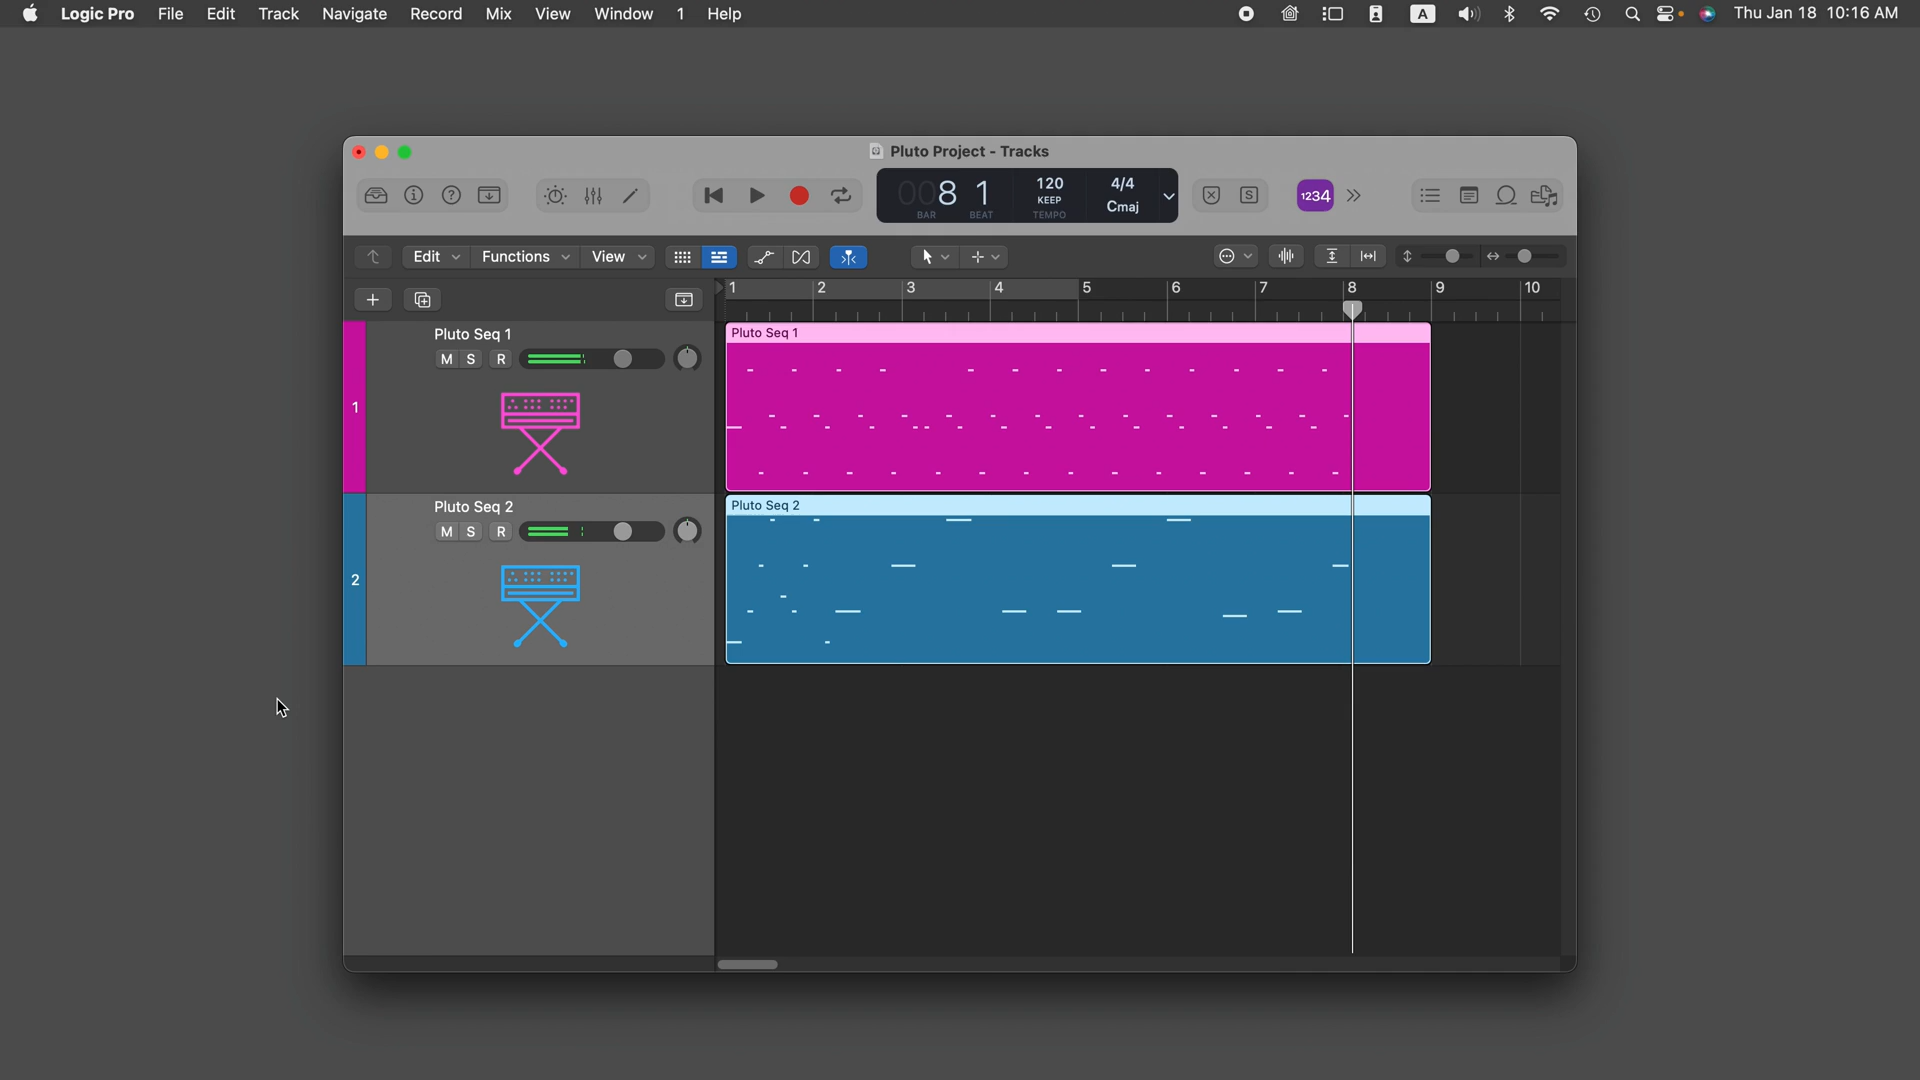 Logic Pro File Edit Track Navigate Record Mix View Window 1 Help A Thu Jan 18 10:16 AM
Pluto Project - Tracks
008 1 120 4/4
KEEP Cmaj
BAR BEAT TEMPO
S 1234
Edit Functions View
1 2 3 4 5 6 7 8 9 10
Pluto Seq 1
M S R
1
Pluto Seq 1
Pluto Seq 2
M S R
2
Pluto Seq 2